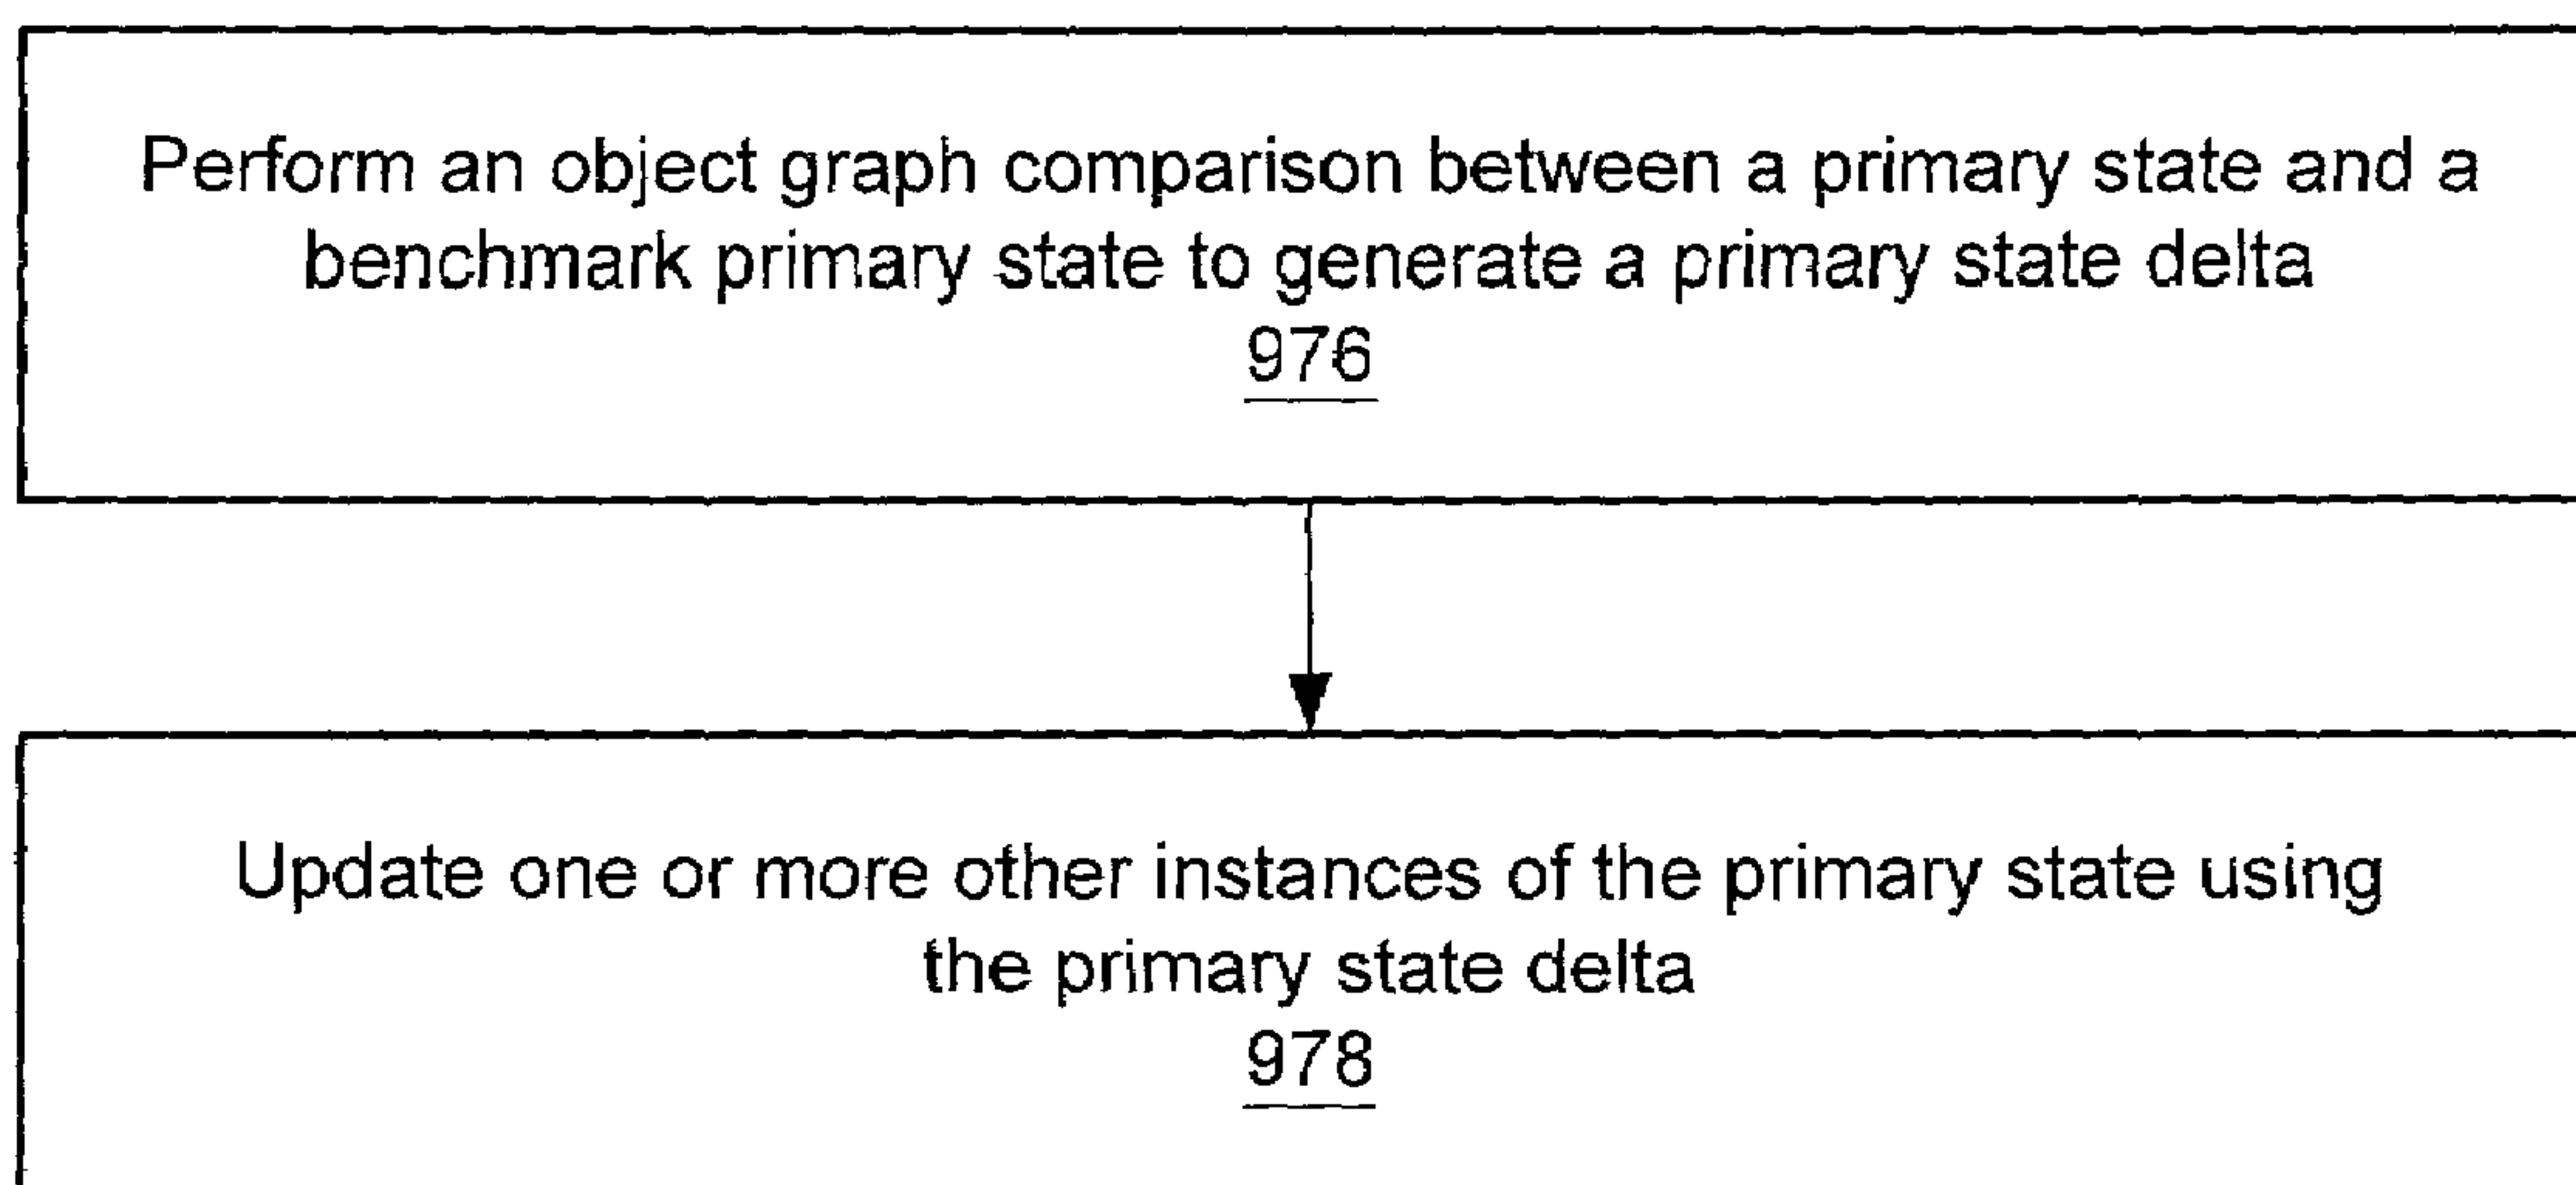 Perform an object graph comparison between a primary state and a
benchmark primary state to generate a primary state delta
976
Update one or more other instances of the primary state using
the primary state delta
978